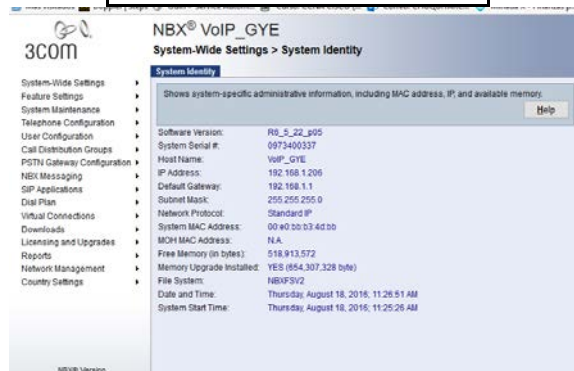 3COM
NBX® VoIP_GYE
System-Wide Settings > System Identity
System Identity
Shows system-specific administrative information, including MAC address, IP, and available memory.
Help
System-Wide Settings
Feature Settings
System Maintenance
Telephone Configuration
User Configuration
Call Distribution Groups
PSTN Gateway Configuration
NBX Messaging
SIP Applications
Dial Plan
Virtual Connections
Downloads
Licensing and Upgrades
Reports
Network Management
Country Settings
Software Version: R6_5_22_p05
System Serial #: 0973400337
Host Name: VoIP_GYE
IP Address: 192.168.1.206
Default Gateway: 192.168.1.1
Subnet Mask: 255.255.255.0
Network Protocol: Standard IP
System MAC Address: 00:e0:bb:b3:4d:bb
MOH MAC Address: N.A.
Free Memory (in bytes): 518,913,572
Memory Upgrade Installed: YES (654,307,328 byte)
File System: NBXFSV2
Date and Time: Thursday, August 18, 2016; 11:26:51 AM
System Start Time: Thursday, August 18, 2016; 11:25:26 AM